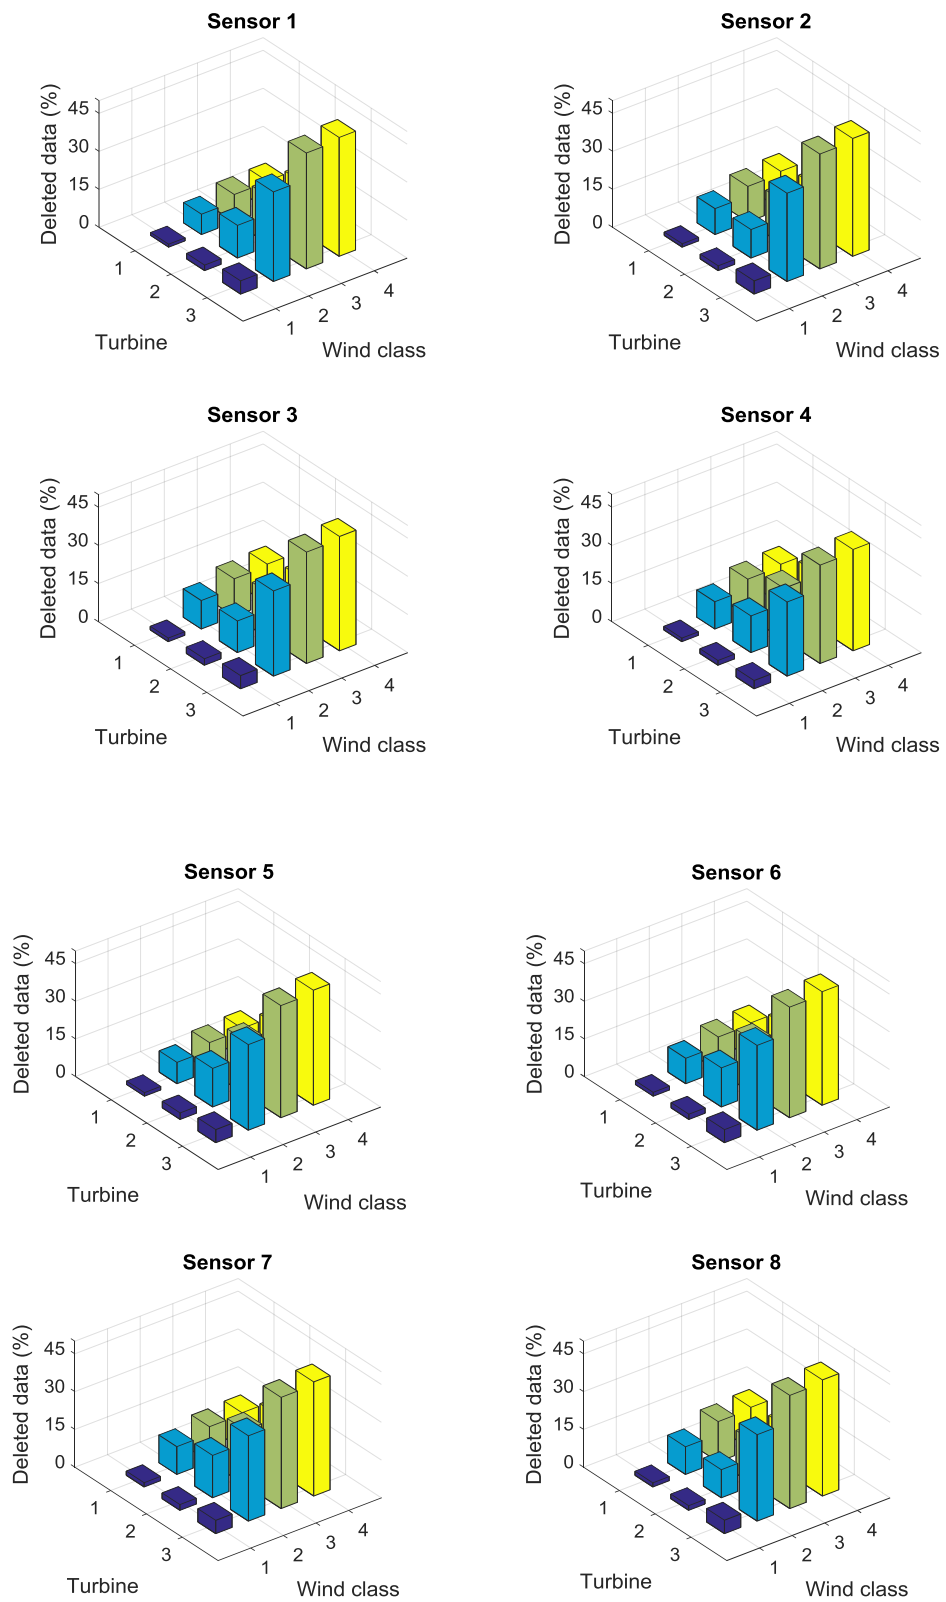 Sensor 1
Deleted data (%)
45
30
15
0
1
2
3
Turbine
1
2
3
4
Wind class
Sensor 2
Deleted data (%)
45
30
15
0
1
2
3
Turbine
1
2
3
4
Wind class
Sensor 3
Deleted data (%)
45
30
15
0
1
2
3
Turbine
1
2
3
4
Wind class
Sensor 4
Deleted data (%)
45
30
15
0
1
2
3
Turbine
1
2
3
4
Wind class
Sensor 5
Deleted data (%)
45
30
15
0
1
2
3
Turbine
1
2
3
4
Wind class
Sensor 6
Deleted data (%)
45
30
15
0
1
2
3
Turbine
1
2
3
4
Wind class
Sensor 7
Deleted data (%)
45
30
15
0
1
2
3
Turbine
1
2
3
4
Wind class
Sensor 8
Deleted data (%)
45
30
15
0
1
2
3
Turbine
1
2
3
4
Wind class